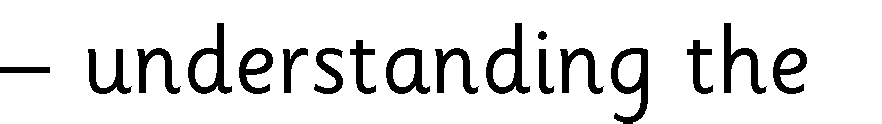 – understanding the